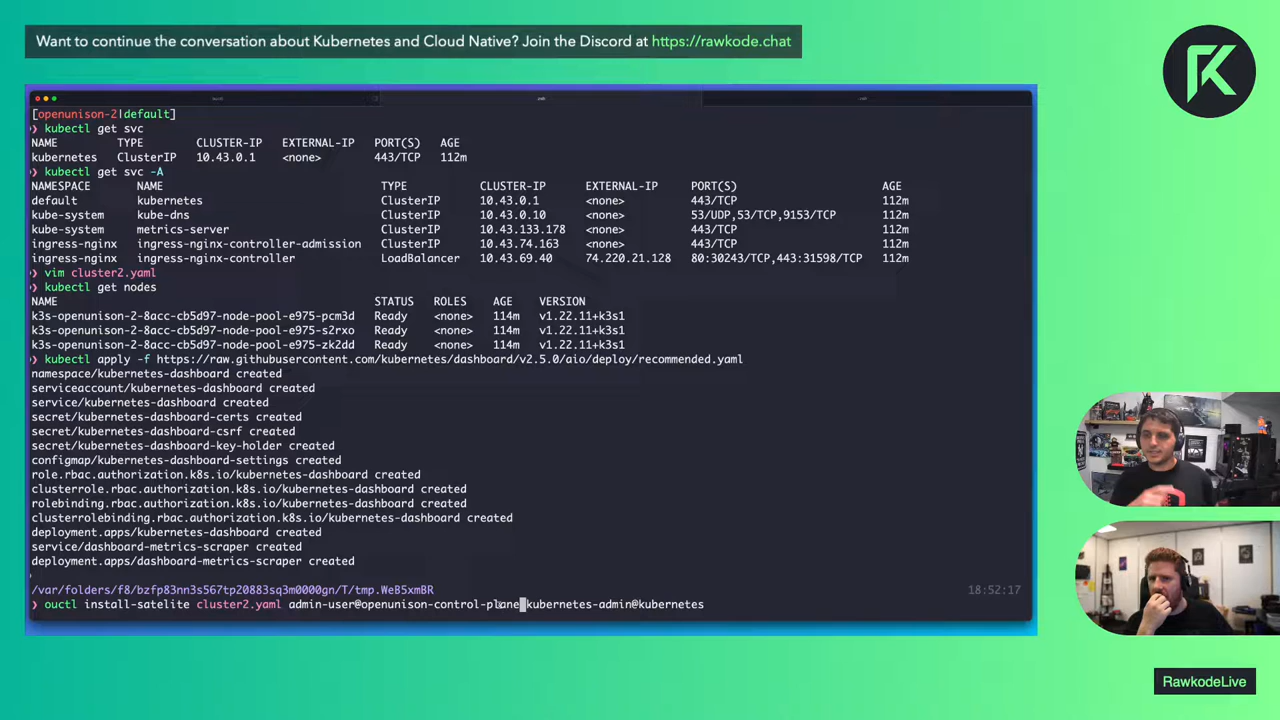 Want to continue the conversation about Kubernetes and Cloud Native? Join the Discord at https://rawkode.chat
[openunison-2|default]
❯ kubectl get svc
NAME TYPE CLUSTER-IP EXTERNAL-IP PORT(S) AGE
kubernetes ClusterIP 10.43.0.1 <none> 443/TCP 112m
❯ kubectl get svc -A
NAMESPACE NAME TYPE CLUSTER-IP EXTERNAL-IP PORT(S) AGE
default kubernetes ClusterIP 10.43.0.1 <none> 443/TCP 112m
kube-system kube-dns ClusterIP 10.43.0.10 <none> 53/UDP,53/TCP,9153/TCP 112m
kube-system metrics-server ClusterIP 10.43.133.178 <none> 443/TCP 112m
ingress-nginx ingress-nginx-controller-admission ClusterIP 10.43.74.163 <none> 443/TCP 112m
ingress-nginx ingress-nginx-controller LoadBalancer 10.43.69.40 74.220.21.128 80:30243/TCP,443:31598/TCP 112m
❯ vim cluster2.yaml
❯ kubectl get nodes
NAME STATUS ROLES AGE VERSION
k3s-openunison-2-8acc-cb5d97-node-pool-e975-pcm3d Ready <none> 114m v1.22.11+k3s1
k3s-openunison-2-8acc-cb5d97-node-pool-e975-s2rxo Ready <none> 114m v1.22.11+k3s1
k3s-openunison-2-8acc-cb5d97-node-pool-e975-zk2dd Ready <none> 114m v1.22.11+k3s1
❯ kubectl apply -f https://raw.githubusercontent.com/kubernetes/dashboard/v2.5.0/aio/deploy/recommended.yaml
namespace/kubernetes-dashboard created
serviceaccount/kubernetes-dashboard created
service/kubernetes-dashboard created
secret/kubernetes-dashboard-certs created
secret/kubernetes-dashboard-csrf created
secret/kubernetes-dashboard-key-holder created
configmap/kubernetes-dashboard-settings created
role.rbac.authorization.k8s.io/kubernetes-dashboard created
clusterrole.rbac.authorization.k8s.io/kubernetes-dashboard created
rolebinding.rbac.authorization.k8s.io/kubernetes-dashboard created
clusterrolebinding.rbac.authorization.k8s.io/kubernetes-dashboard created
deployment.apps/kubernetes-dashboard created
service/dashboard-metrics-scraper created
deployment.apps/dashboard-metrics-scraper created
/var/folders/f8/bzfp83nn3s567tp20883sq3m0000gn/T/tmp.WeB5xmBR 18:52:17
❯ ouctl install-satelite cluster2.yaml admin-user@openunison-control-plane kubernetes-admin@kubernetes
RawkodeLive